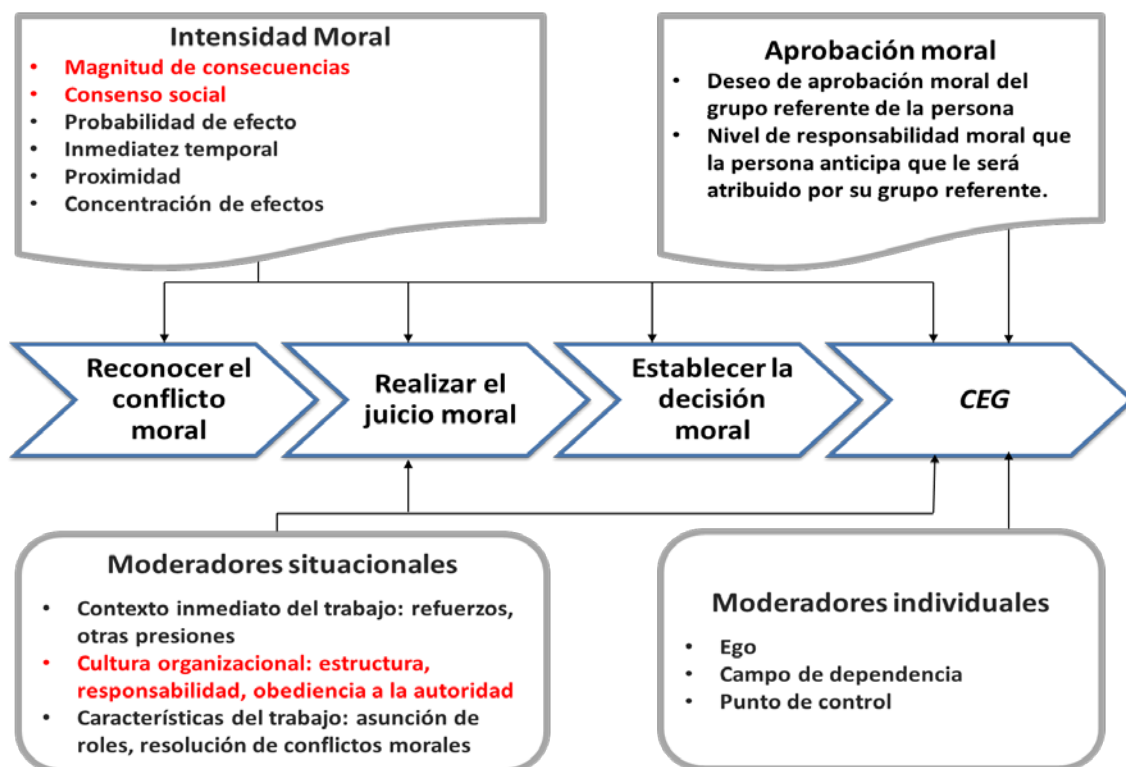 Intensidad Moral
• Magnitud de consecuencias
• Consenso social
• Probabilidad de efecto
• Inmediatez temporal
• Proximidad
• Concentración de efectos
Aprobación moral
• Deseo de aprobación moral del
grupo referente de la persona
• Nivel de responsabilidad moral que
la persona anticipa que le será
atribuido por su grupo referente.
Reconocer el
conflicto
moral
Realizar el
juicio moral
Establecer la
decisión
moral
CEG
Moderadores situacionales
• Contexto inmediato del trabajo: refuerzos,
otras presiones
• Cultura organizacional: estructura,
responsabilidad, obediencia a la autoridad
• Características del trabajo: asunción de
roles, resolución de conflictos morales
Moderadores individuales
• Ego
• Campo de dependencia
• Punto de control